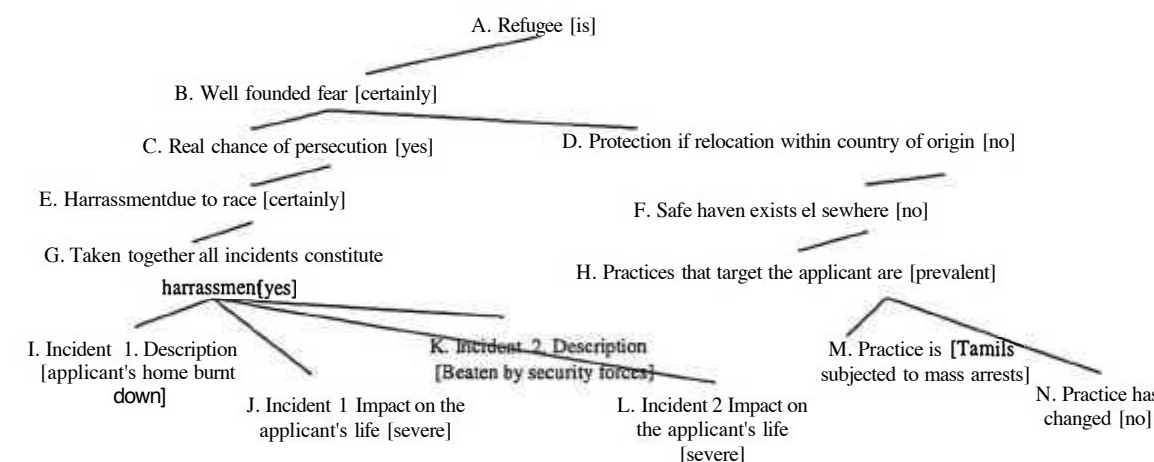 A. Refugee [is]
B. Well founded fear [certainly]
C. Real chance of persecution [yes]
D. Protection if relocation within country of origin [no]
E. Harrassmentdue to race [certainly]
F. Safe haven exists el sewhere [no]
G. Taken together all incidents constitute
harrassmen[yes]
H. Practices that target the applicant are [prevalent]
I. Incident 1. Description
[applicant's home burnt
down]
J. Incident 1 Impact on the
applicant's life [severe]
K. Incident 2. Description
[Beaten by security forces]
L. Incident 2 Impact on
the applicant's life
[severe]
M. Practice is [Tamils
subjected to mass arrests]
N. Practice has
changed [no]